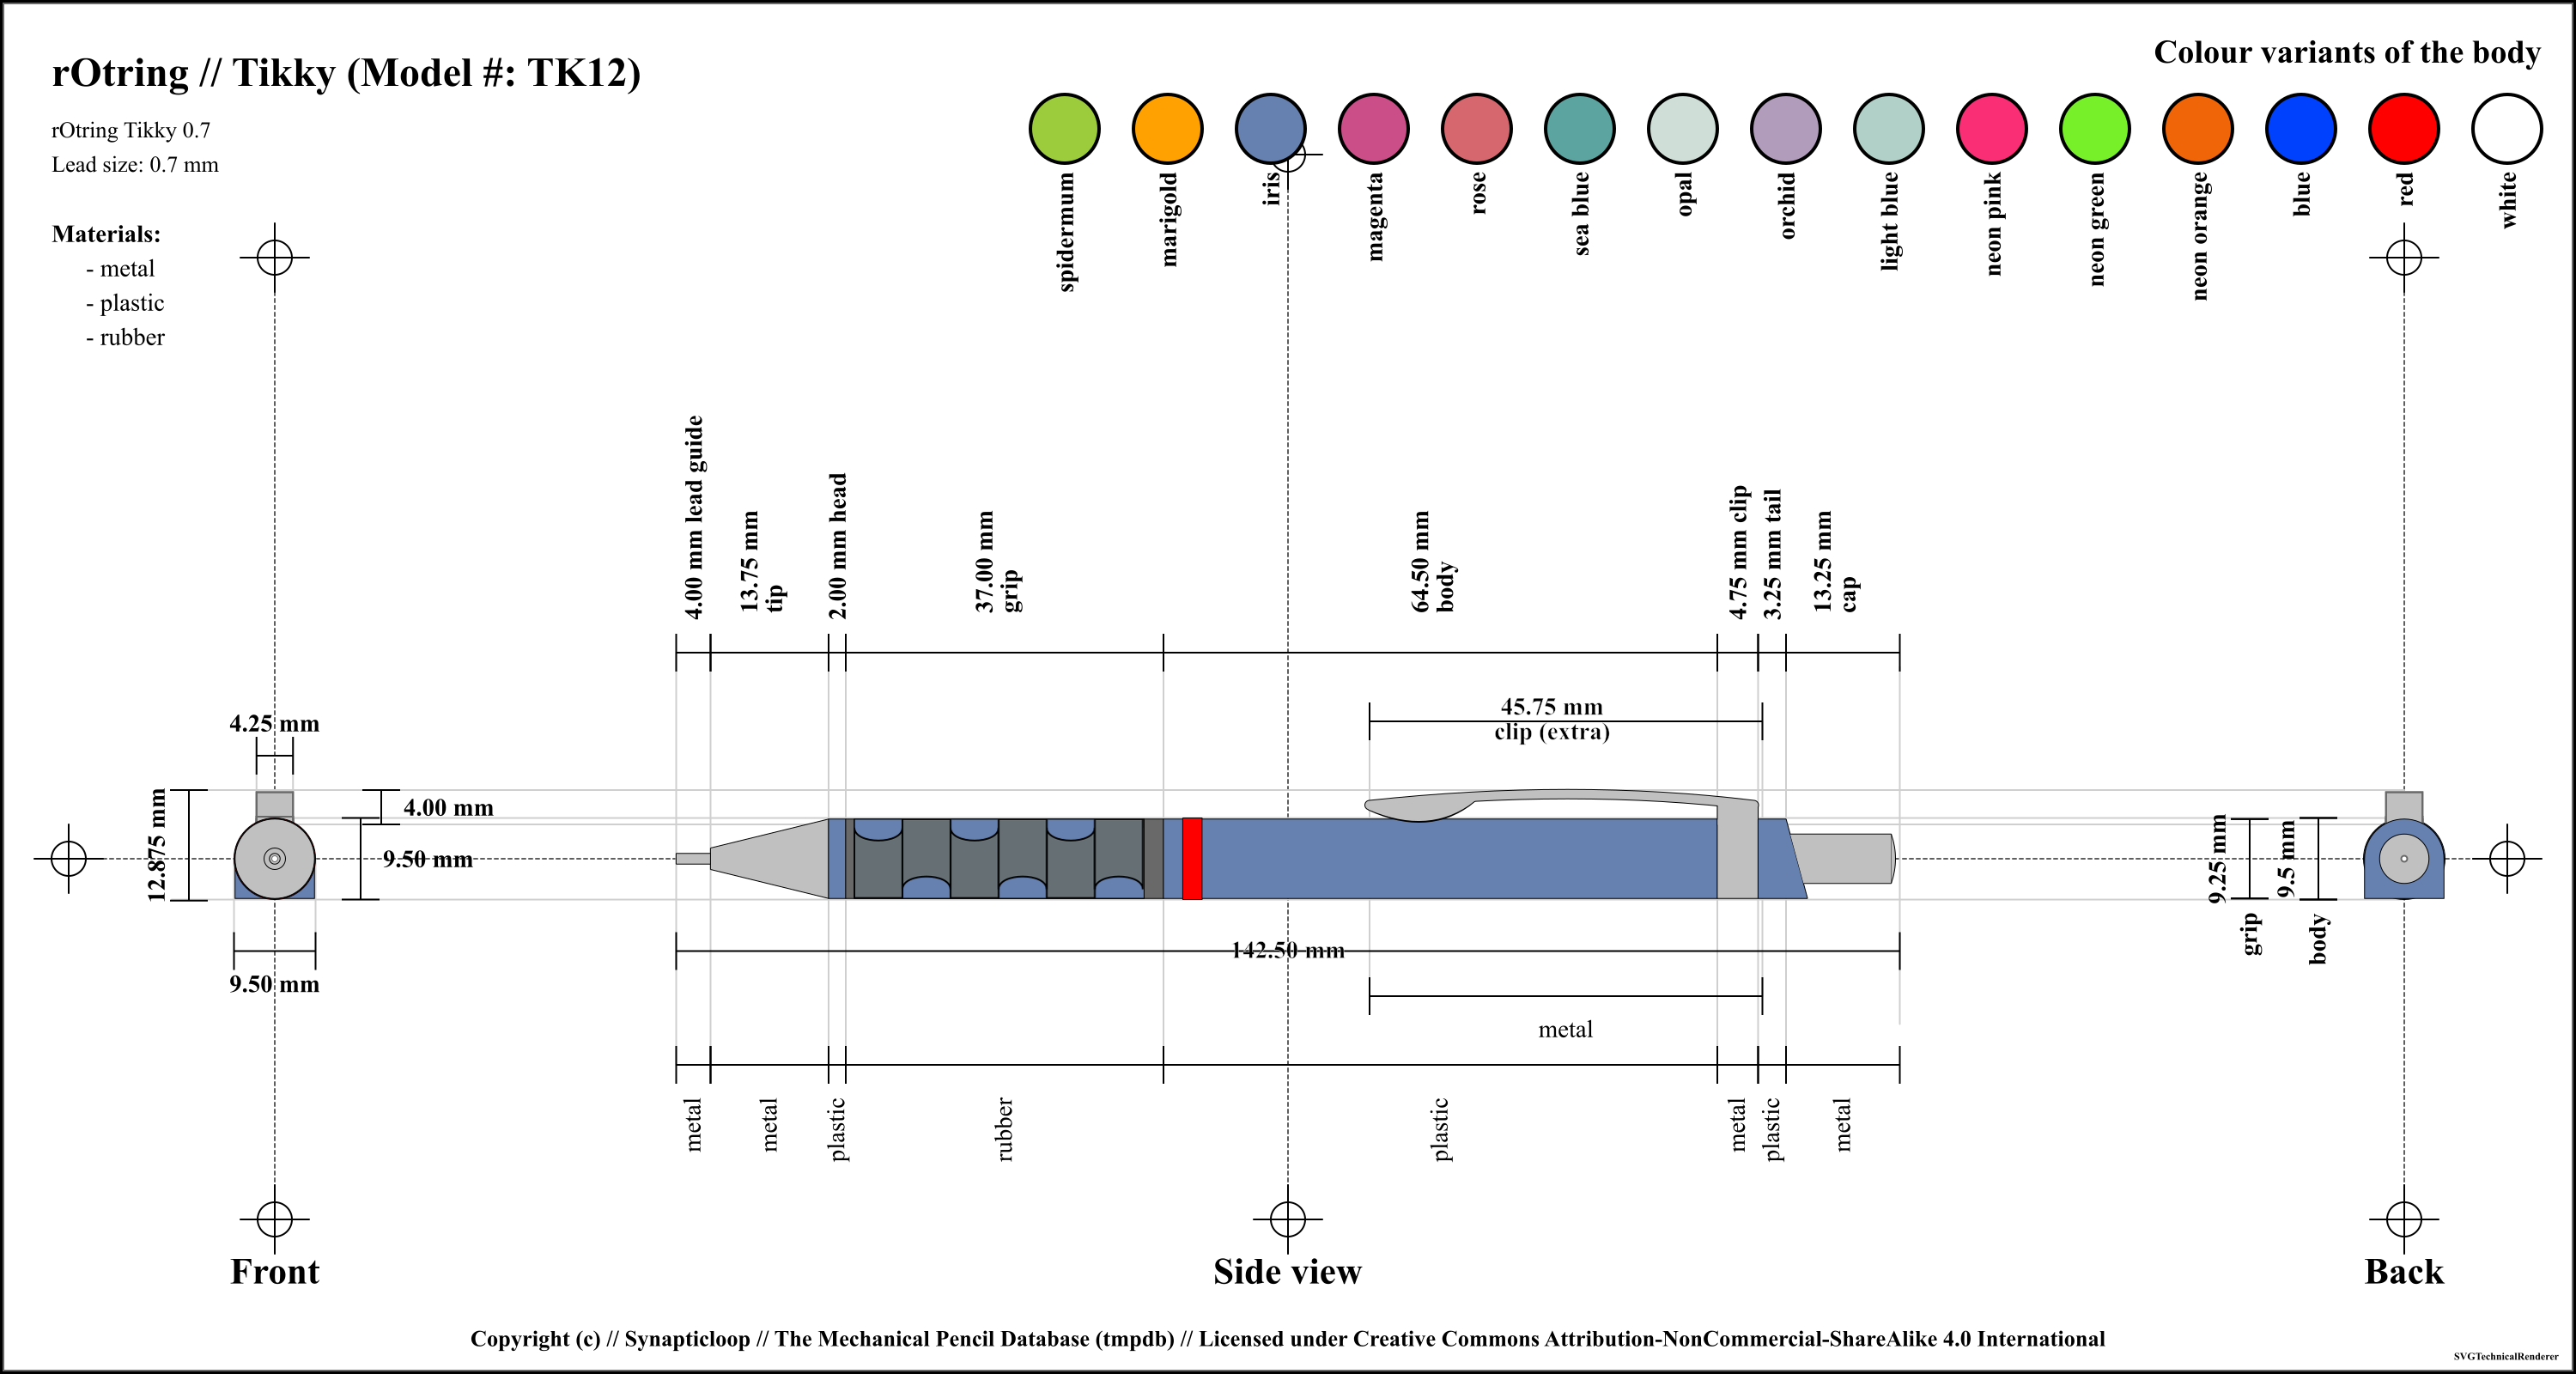 rOtring // Tikky (Model #: TK12)
Colour variants of the body
rOtring Tikky 0.7
Lead size: 0.7 mm
Materials:
- metal
- plastic
- rubber
spidermum
marigold
iris
magenta
rose
sea blue
opal
orchid
light blue
neon pink
neon green
neon orange
blue
red
white
4.00 mm lead guide
13.75 mm
tip
2.00 mm head
37.00 mm
grip
64.50 mm
body
4.75 mm clip
3.25 mm tail
13.25 mm
cap
45.75 mm
clip (extra)
4.25 mm
4.00 mm
12.875 mm
9.50 mm
9.50 mm
9.25 mm
grip
9.5 mm
body
142.50 mm
metal
metal
metal
plastic
rubber
plastic
metal
plastic
metal
Front
Side view
Back
Copyright (c) // Synapticloop // The Mechanical Pencil Database (tmpdb) // Licensed under Creative Commons Attribution-NonCommercial-ShareAlike 4.0 International
SVGTechnicalRenderer